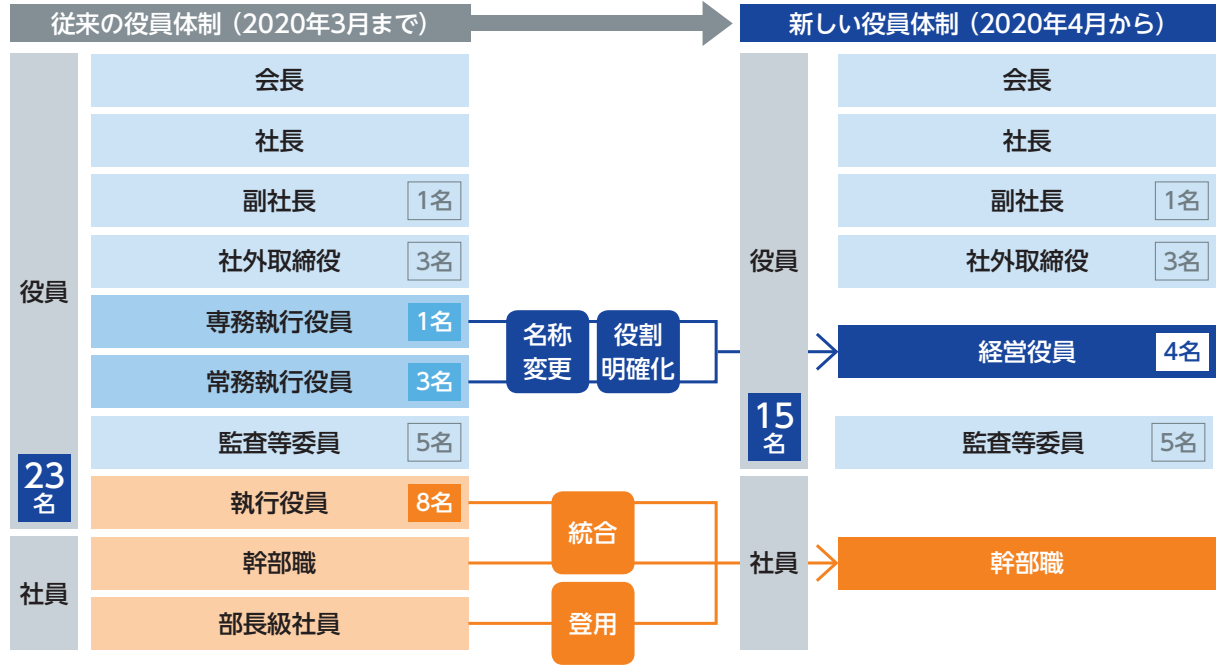 従来の役員体制（2020年3月まで）
役員
23
名
会長
社長
副社長 1名
社外取締役 3名
専務執行役員 1名
常務執行役員 3名
監査等委員 5名
執行役員 8名
社員
幹部職
部長級社員
名称
変更
役割
明確化
統合
登用
新しい役員体制（2020年4月から）
役員
15
名
会長
社長
副社長 1名
社外取締役 3名
経営役員 4名
監査等委員 5名
社員
幹部職